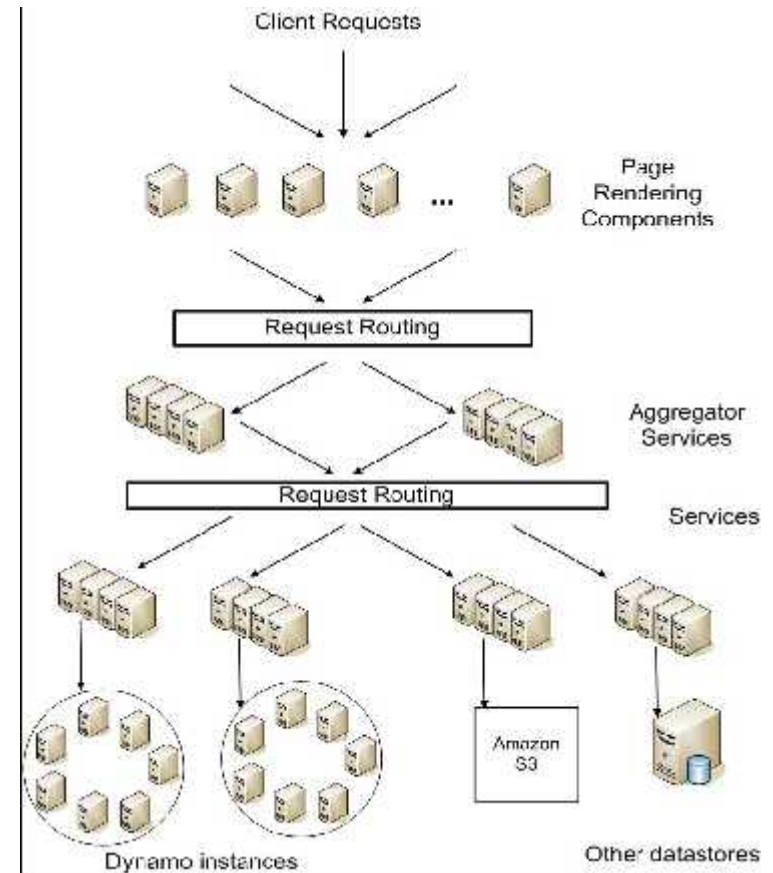 Client Requests
Page
Rendering
Components
...
Request Routing
Aggregator
Services
Request Routing
Services
Amazon
S3
Dynamo instances
Other datastores